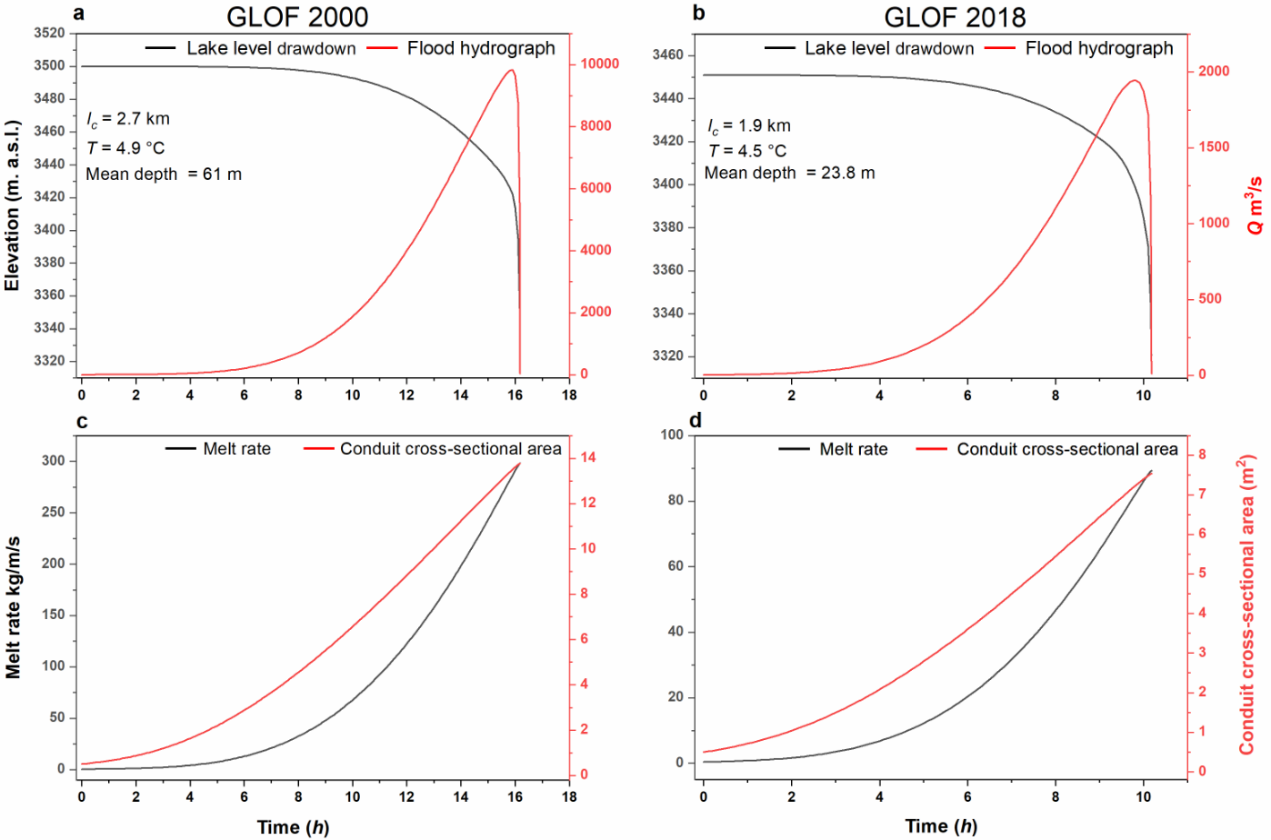 a
GLOF 2000
b
GLOF 2018
Lake level drawdown
Flood hydrograph
Lake level drawdown
Flood hydrograph
3520
3500
3480
3460
3440
3420
3400
3380
3360
3340
3320
10000
8000
6000
4000
2000
0
3460
3440
3420
3400
3380
3360
3340
3320
2000
1500
1000
500
0
l_c = 2.7 km
T = 4.9 °C
Mean depth = 61 m
l_c = 1.9 km
T = 4.5 °C
Mean depth = 23.8 m
Elevation (m. a.s.l.)
Q m³/s
0 2 4 6 8 10 12 14 16 18
0 2 4 6 8 10
c
d
Melt rate
Conduit cross-sectional area
Melt rate
Conduit cross-sectional area
300
250
200
150
100
50
0
14
12
10
8
6
4
2
0
100
80
60
40
20
0
8
7
6
5
4
3
2
1
0
Melt rate kg/m/s
Conduit cross-sectional area (m²)
0 2 4 6 8 10 12 14 16 18
0 2 4 6 8 10
Time (h)
Time (h)